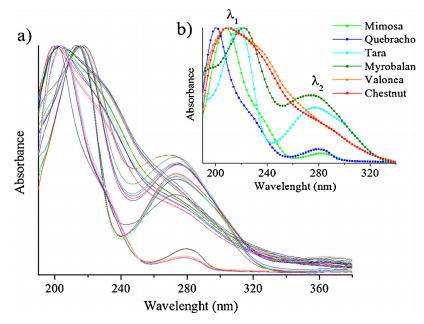 a)
Absorbance
200 240 280 320 360
Wavelenght (nm)
b)
λ1
λ2
Absorbance
200 240 280 320
Wavelenght (nm)
Mimosa
Quebracho
Tara
Myrobalan
Valonea
Chestnut